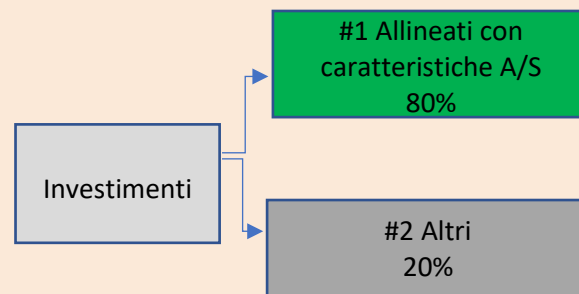 #1 Allineati con
caratteristiche A/S
80%
Investimenti
#2 Altri
20%